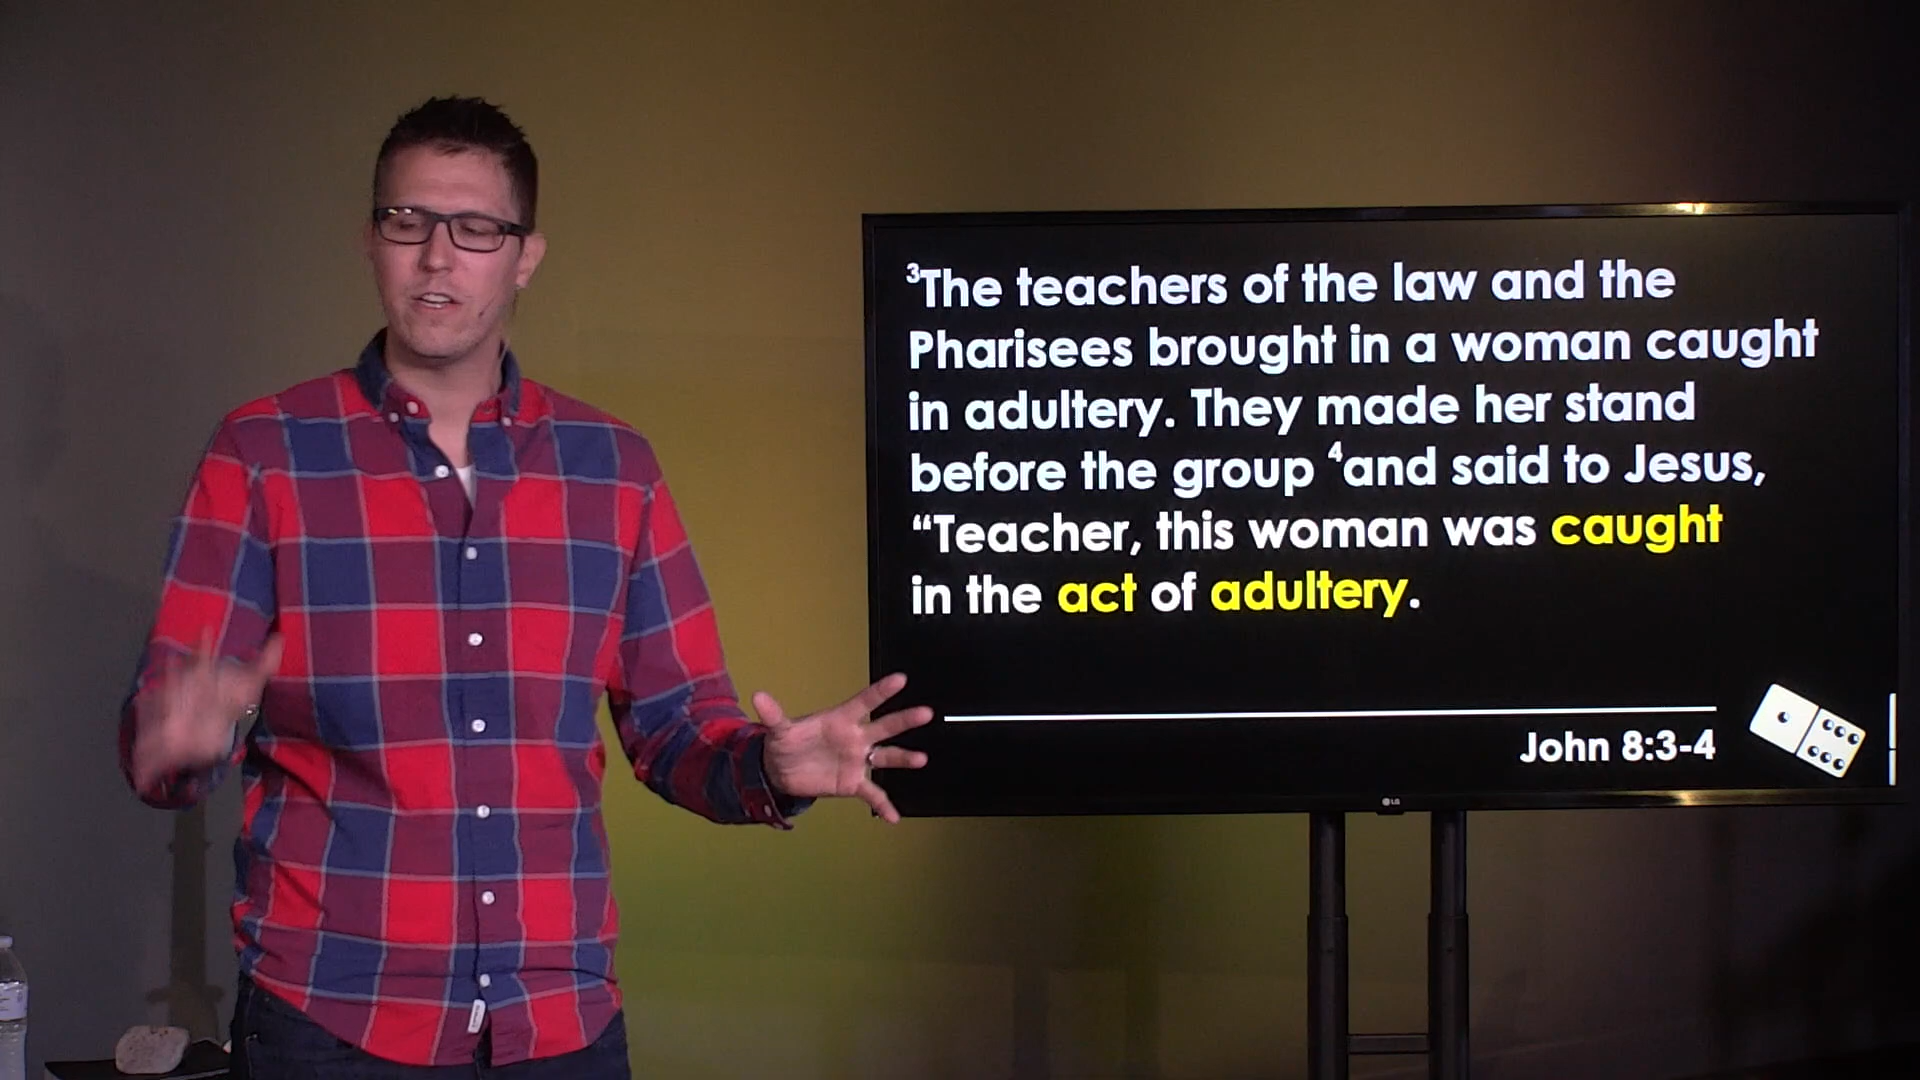 ³The teachers of the law and the
Pharisees brought in a woman caught
in adultery. They made her stand
before the group ⁴and said to Jesus,
“Teacher, this woman was caught
in the act of adultery.
John 8:3-4
LG